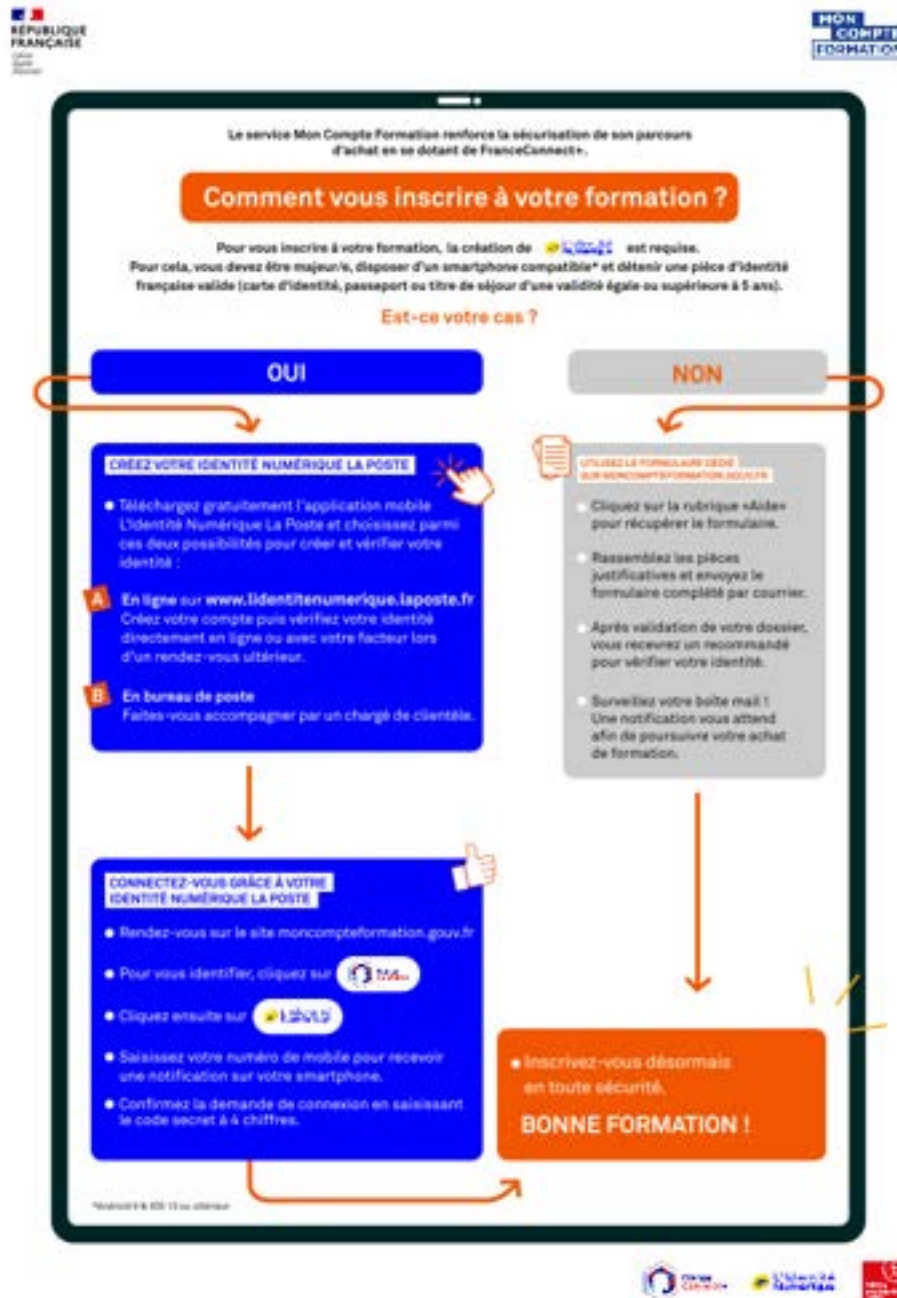 RÉPUBLIQUE
FRANÇAISE
MON
COMPTE
FORMATION
Le service Mon Compte Formation renforce la sécurisation de son parcours
d'achat en se dotant de FranceConnect+.
Comment vous inscrire à votre formation ?
Pour vous inscrire à votre formation, la création de est requise.
Pour cela, vous devez être majeur/e, disposer d'un smartphone compatible* et détenir une pièce d'identité
française valide (carte d'identité, passeport ou titre de séjour d'une validité égale ou supérieure à 5 ans).
Est-ce votre cas ?
OUI
CRÉEZ VOTRE IDENTITÉ NUMÉRIQUE LA POSTE
Téléchargez gratuitement l'application mobile
L'Identité Numérique La Poste et choisissez parmi
ces deux possibilités pour créer et vérifier votre
identité :
A En ligne sur www.lidentitenumerique.laposte.fr
Créez votre compte puis vérifiez votre identité
directement en ligne ou avec votre facteur lors
d'un rendez-vous ultérieur.
B En bureau de poste
Faites-vous accompagner par un chargé de clientèle.
CONNECTEZ-VOUS GRÂCE À VOTRE
IDENTITÉ NUMÉRIQUE LA POSTE
Rendez-vous sur le site moncompteformation.gouv.fr
Pour vous identifier, cliquez sur
Cliquez ensuite sur
Saisissez votre numéro de mobile pour recevoir
une notification sur votre smartphone.
Confirmez la demande de connexion en saisissant
le code secret à 4 chiffres.
NON
UTILISEZ LE FORMULAIRE DÉDIÉ
SUR MONCOMPTEFORMATION.GOUV.FR
Cliquez sur la rubrique «Aide»
pour récupérer le formulaire.
Rassemblez les pièces
justificatives et envoyez le
formulaire complété par courrier.
Après validation de votre dossier,
vous recevrez un recommandé
pour vérifier votre identité.
Surveillez votre boîte mail !
Une notification vous attend
afin de poursuivre votre achat
de formation.
Inscrivez-vous désormais
en toute sécurité.
BONNE FORMATION !
ou ultérieur
L'Identité
Numérique